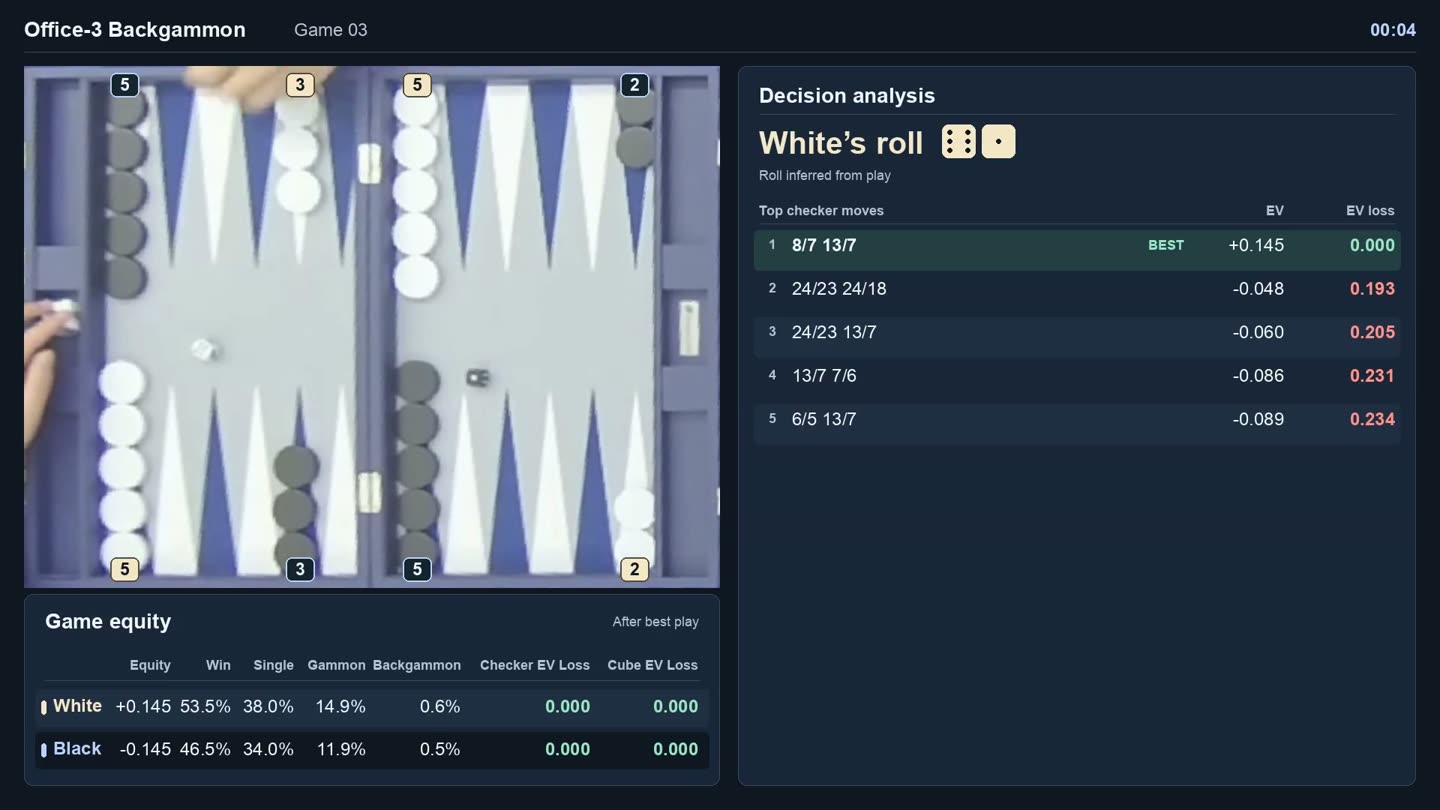 Office-3 Backgammon Game 03 00:04
5 3 5 2
5 3 5 2
Decision analysis
White’s roll
Roll inferred from play
Top checker moves EV EV loss
1 8/7 13/7 BEST +0.145 0.000
2 24/23 24/18 -0.048 0.193
3 24/23 13/7 -0.060 0.205
4 13/7 7/6 -0.086 0.231
5 6/5 13/7 -0.089 0.234
Game equity After best play
Equity Win Single Gammon Backgammon Checker EV Loss Cube EV Loss
White +0.145 53.5% 38.0% 14.9% 0.6% 0.000 0.000
Black -0.145 46.5% 34.0% 11.9% 0.5% 0.000 0.000